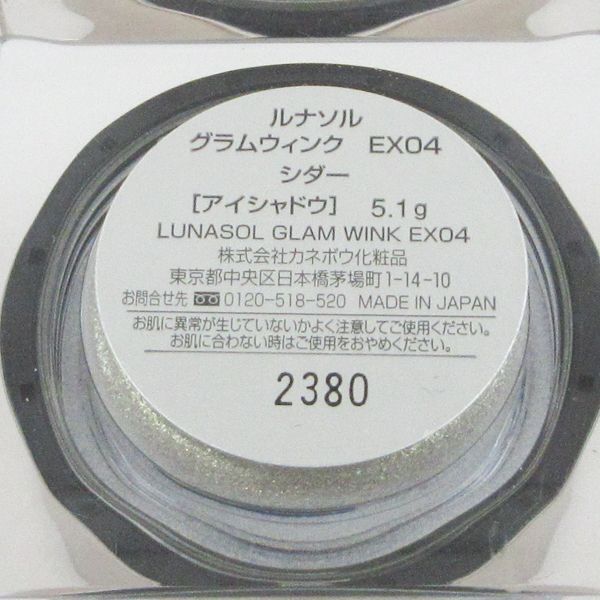 ルナソル
グラムウィンク EX04
シダー
[アイシャドウ] 5.1g
LUNASOL GLAM WINK EX04
株式会社カネボウ化粧品
東京都中央区日本橋茅場町1-14-10
お問合せ先 0120-518-520 MADE IN JAPAN
お肌に異常が生じていないかよく注意してご使用ください。
お肌に合わない時はご使用をおやめください。
2380